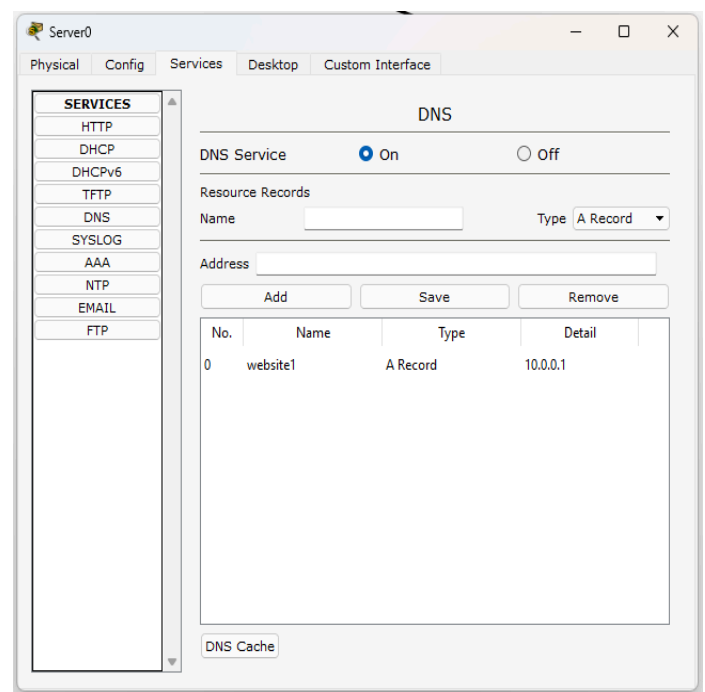 Server0
Physical Config Services Desktop Custom Interface
SERVICES
HTTP
DHCP
DHCPv6
TFTP
DNS
SYSLOG
AAA
NTP
EMAIL
FTP
DNS
DNS Service On Off
Resource Records
Name Type A Record
Address
Add Save Remove
No. Name Type Detail
0 website1 A Record 10.0.0.1
DNS Cache